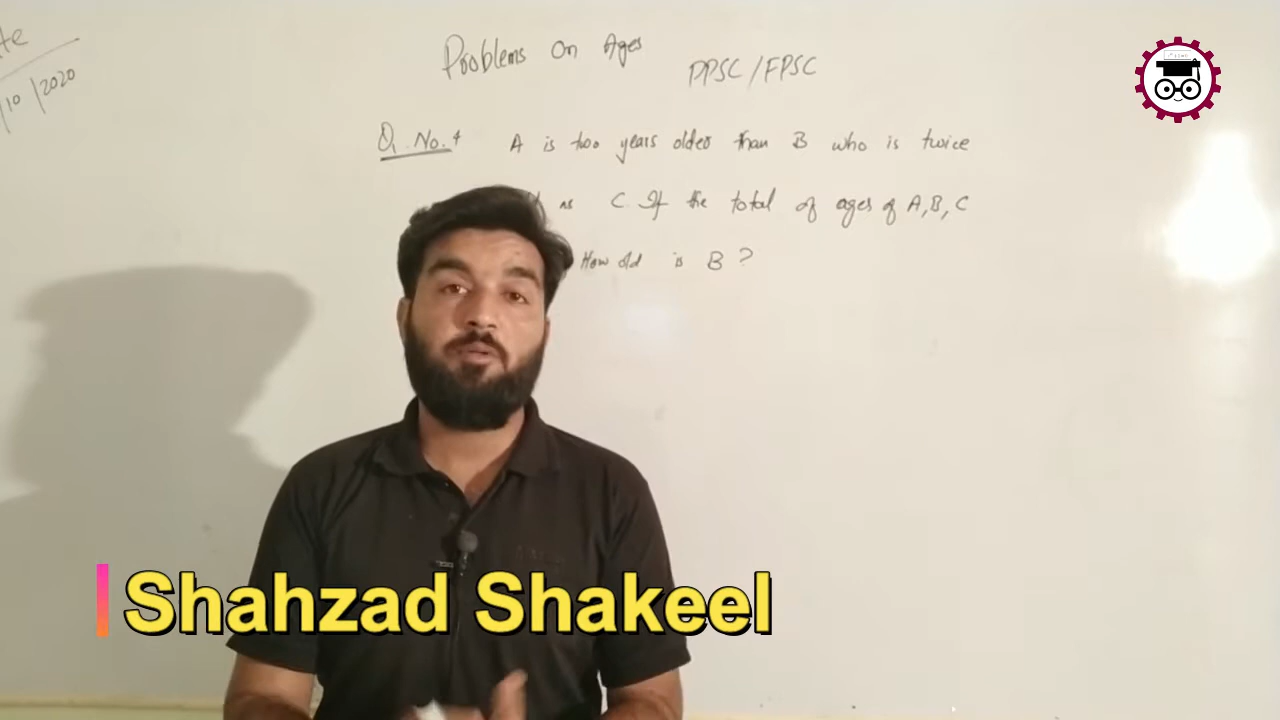 /10/2020
Problems On Ages
PPSC/FPSC
Q. No. 4 A is two years older than B who is twice
as C. If the total of ages of A, B, C
How old is B?
Shahzad Shakeel